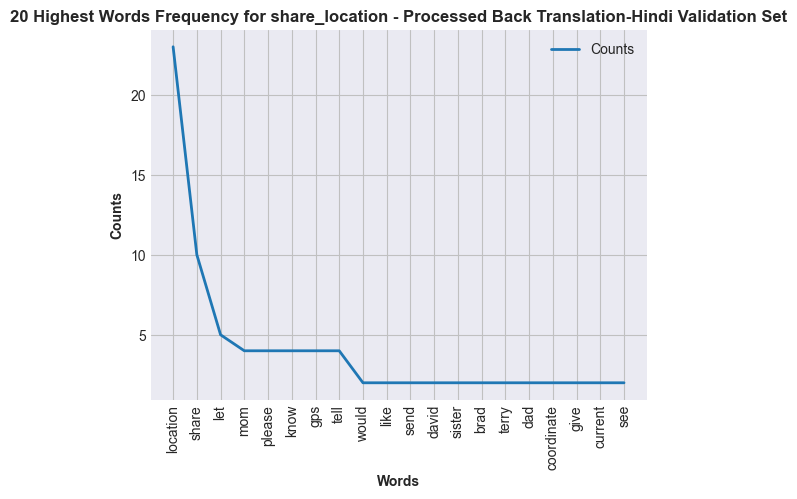 20 Highest Words Frequency for share_location - Processed Back Translation-Hindi Validation Set
Counts
20
15
10
5
Counts
location
share
let
mom
please
know
gps
tell
would
like
send
david
sister
brad
terry
dad
coordinate
give
current
see
Words